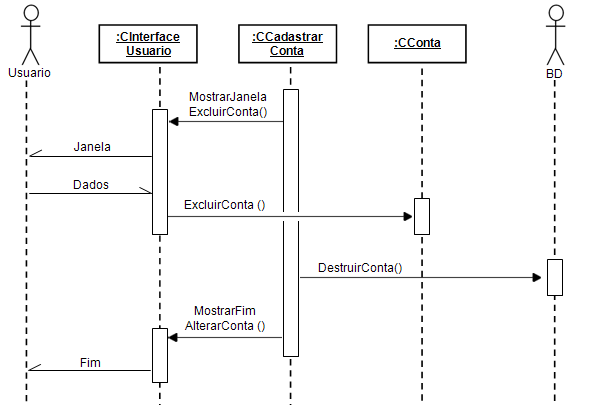 :CInterface
Usuario
:CCadastrar
Conta
:CConta
Usuario
BD
MostrarJanela
ExcluirConta()
Janela
Dados
ExcluirConta ()
DestruirConta()
MostrarFim
AlterarConta ()
Fim